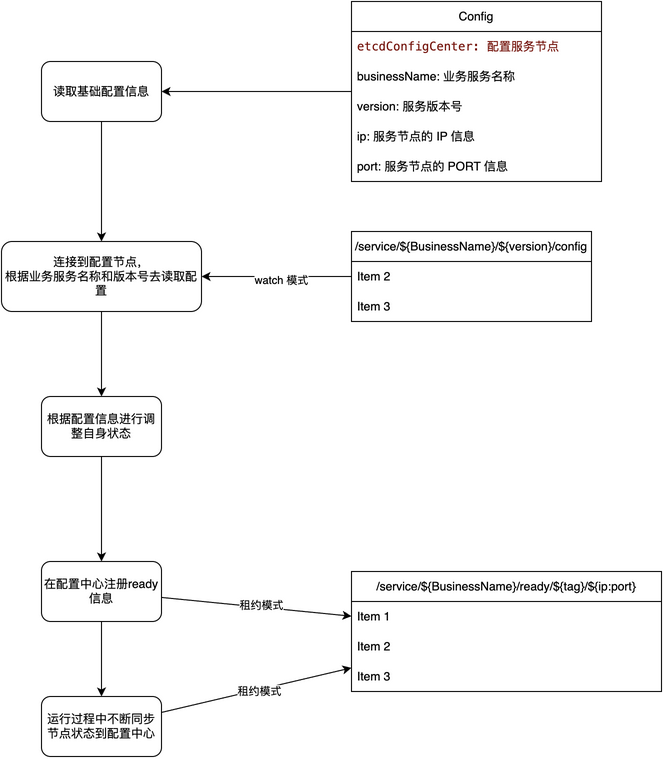 Config
etcdConfigCenter: 配置服务节点
businessName: 业务服务名称
version: 服务版本号
ip: 服务节点的 IP 信息
port: 服务节点的 PORT 信息
读取基础配置信息
连接到配置节点，
根据业务服务名称和版本号去读取配
置
watch 模式
/service/${BusinessName}/${version}/config
Item 2
Item 3
根据配置信息进行调
整自身状态
在配置中心注册ready
信息
租约模式
/service/${BusinessName}/ready/${tag}/${ip:port}
Item 1
Item 2
Item 3
租约模式
运行过程中不断同步
节点状态到配置中心